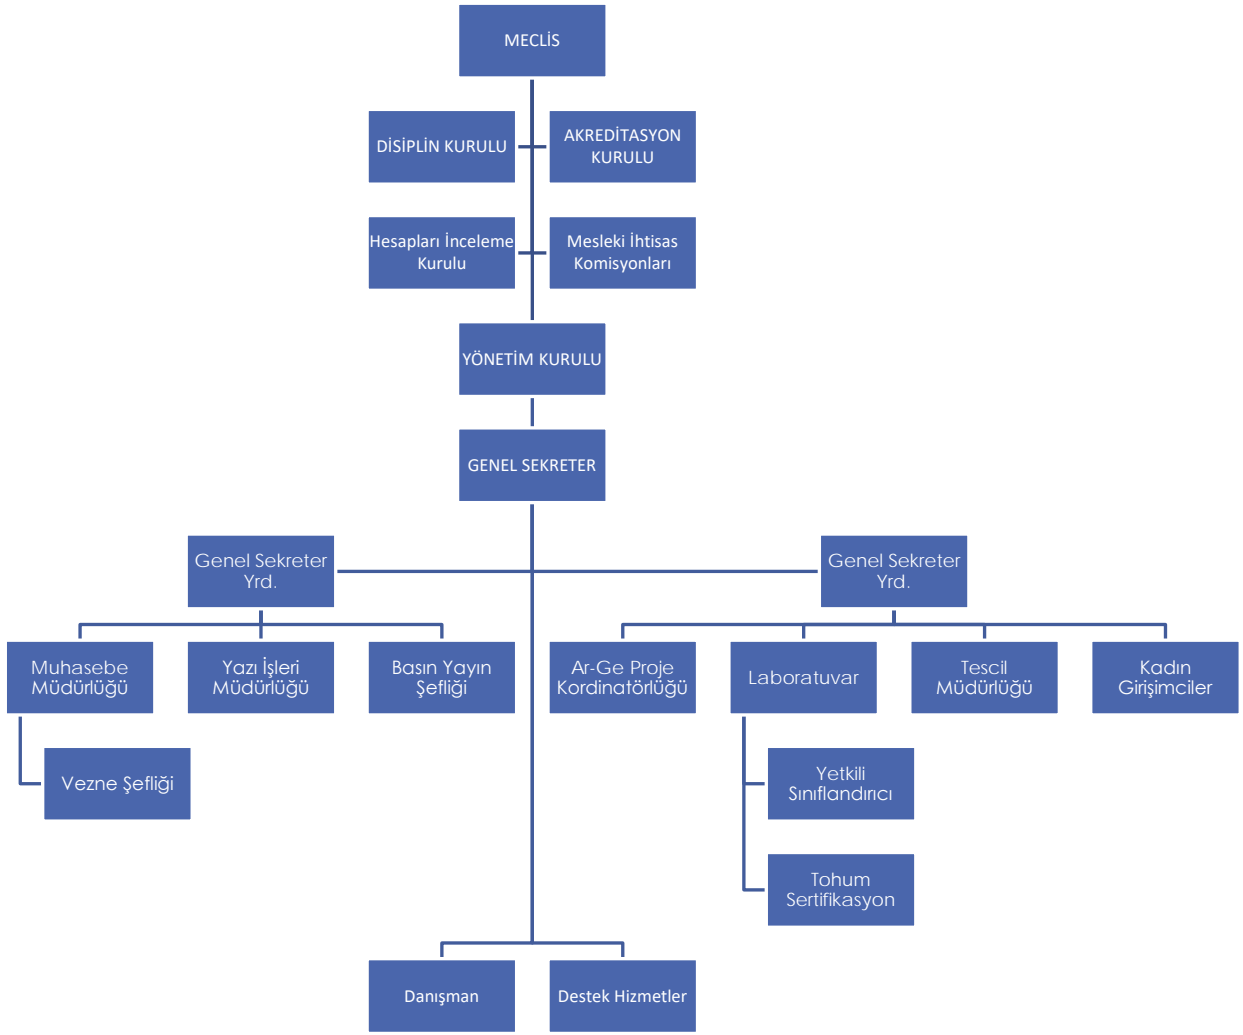 MECLİS
DİSİPLİN KURULU
AKREDİTASYON
KURULU
Hesapları İnceleme
Kurulu
Mesleki İhtisas
Komisyonları
YÖNETİM KURULU
GENEL SEKRETER
Genel Sekreter
Yrd.
Genel Sekreter
Yrd.
Muhasebe
Müdürlüğü
Yazı İşleri
Müdürlüğü
Basın Yayın
Şefliği
Ar-Ge Proje
Kordinatörlüğü
Laboratuvar
Tescil
Müdürlüğü
Kadın
Girişimciler
Vezne Şefliği
Yetkili
Sınıflandırıcı
Tohum
Sertifikasyon
Danışman
Destek Hizmetler